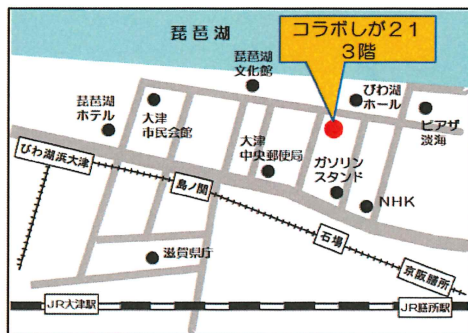 琵琶湖
コラボしが21
3階
琵琶湖
文化館
びわ湖
ホール
琵琶湖
ホテル
大津
市民会館
ピアザ
淡海
びわ湖浜大津
大津
中央郵便局
ガソリン
スタンド
島ノ関
NHK
石場
滋賀県庁
京阪膳所
JR大津駅
JR膳所駅